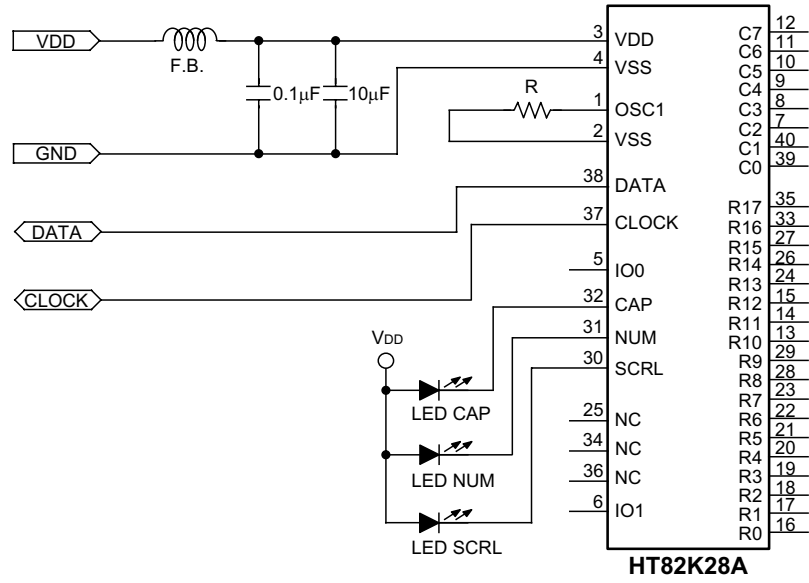 VDD
F.B.
0.1µF
10µF
GND
DATA
CLOCK
R
VDD
LED CAP
LED NUM
LED SCRL
3 VDD
4 VSS
1 OSC1
2 VSS
38 DATA
37 CLOCK
5 IO0
32 CAP
31 NUM
30 SCRL
25 NC
34 NC
36 NC
6 IO1
C7 12
C6 11
C5 10
C4 9
C3 8
C2 7
C1 40
C0 39
R17 35
R16 33
R15 27
R14 26
R13 24
R12 15
R11 14
R10 13
R9 29
R8 28
R7 23
R6 22
R5 21
R4 20
R3 19
R2 18
R1 17
R0 16
HT82K28A